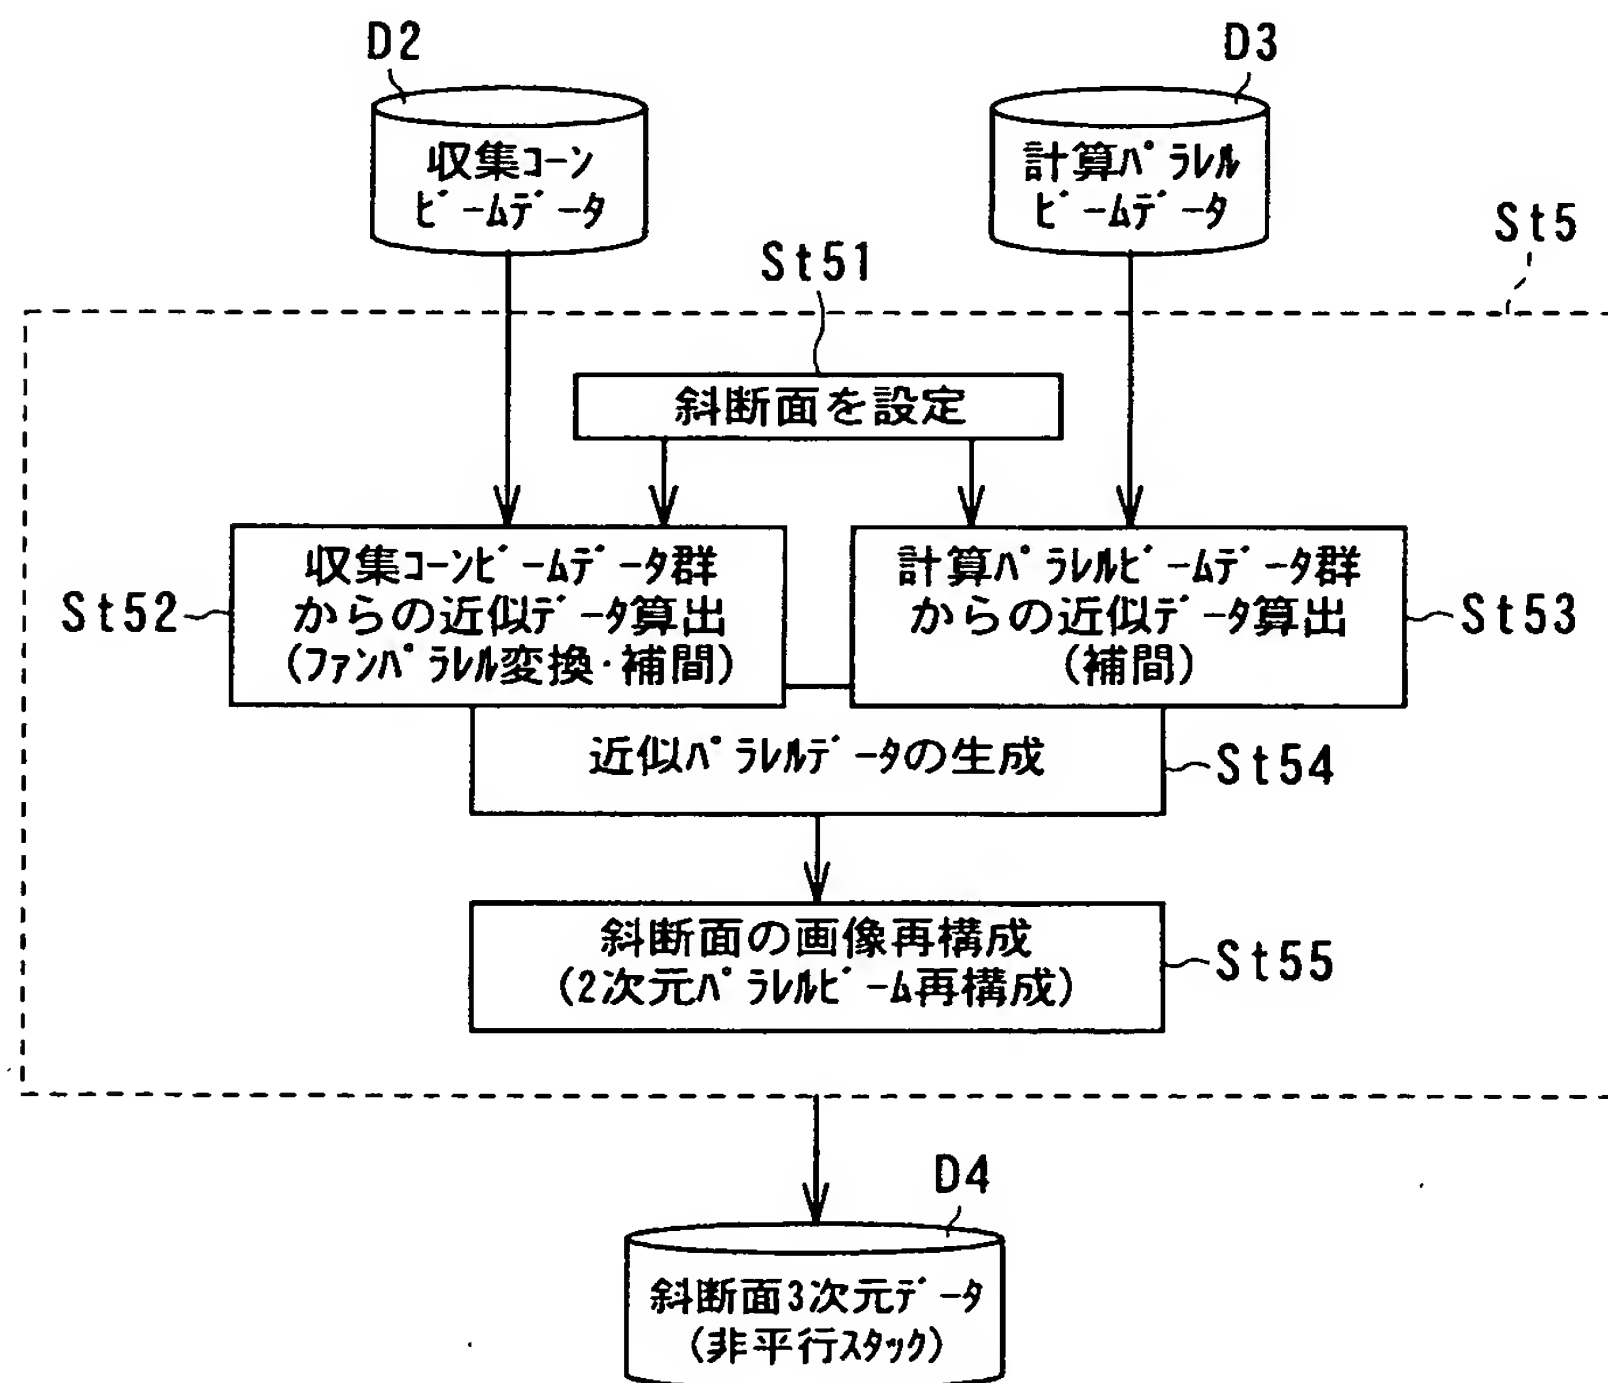 D2
D3
収集ｺｰﾝ
ﾋﾞｰﾑﾃﾞｰﾀ
計算ﾊﾟﾗﾚﾙ
ﾋﾞｰﾑﾃﾞｰﾀ
St5
St51
斜断面を設定
収集ｺｰﾝﾋﾞｰﾑﾃﾞｰﾀ群
からの近似ﾃﾞｰﾀ算出
(ﾌｧﾝﾊﾟﾗﾚﾙ変換･補間)
St52
計算ﾊﾟﾗﾚﾙﾋﾞｰﾑﾃﾞｰﾀ群
からの近似ﾃﾞｰﾀ算出
(補間)
St53
近似ﾊﾟﾗﾚﾙﾃﾞｰﾀの生成
St54
斜断面の画像再構成
(2次元ﾊﾟﾗﾚﾙﾋﾞｰﾑ再構成)
St55
D4
斜断面3次元ﾃﾞｰﾀ
(非平行ｽﾀｯｸ)